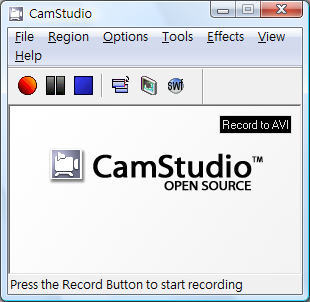 CamStudio
File Region Options Tools Effects View
Help
SWF
Record to AVI
CamStudio™
OPEN SOURCE
Press the Record Button to start recording